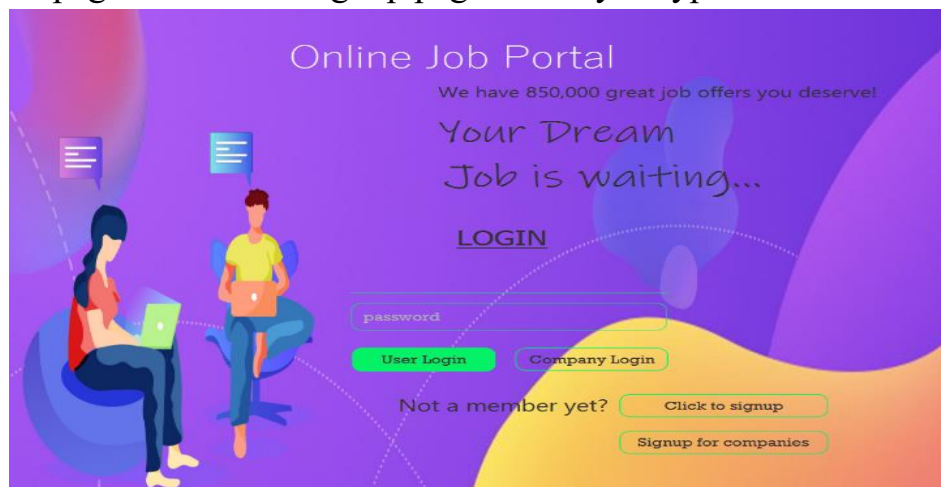 Online Job Portal
We have 850,000 great job offers you deserve!
Your Dream
Job is waiting...
LOGIN
password
User Login Company Login
Not a member yet? Click to signup
Signup for companies